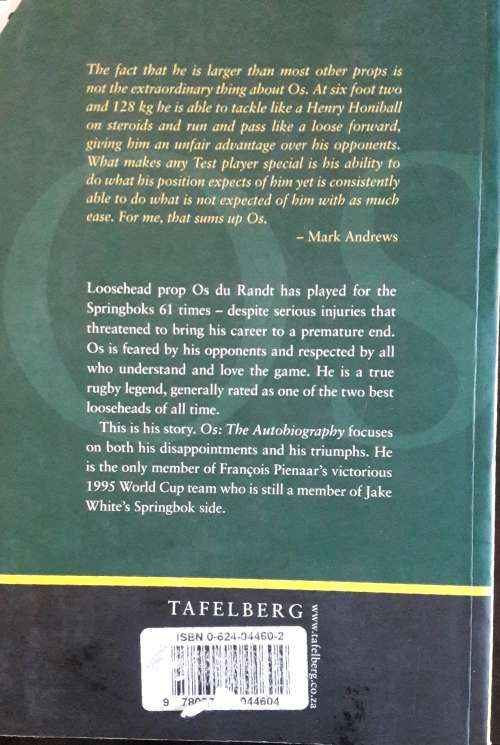 The fact that he is larger than most other props is
not the extraordinary thing about Os. At six foot two
and 128 kg he is able to tackle like a Henry Honiball
on steroids and run and pass like a loose forward,
giving him an unfair advantage over his opponents.
What makes any Test player special is his ability to
do what his position expects of him yet is consistently
able to do what is not expected of him with as much
ease. For me, that sums up Os.
– Mark Andrews
Loosehead prop Os du Randt has played for the
Springboks 61 times – despite serious injuries that
threatened to bring his career to a premature end.
Os is feared by his opponents and respected by all
who understand and love the game. He is a true
rugby legend, generally rated as one of the two best
looseheads of all time.
This is his story. Os: The Autobiography focuses
on both his disappointments and his triumphs. He
is the only member of François Pienaar's victorious
1995 World Cup team who is still a member of Jake
White's Springbok side.
OS
TAFELBERG
www.tafelberg.co.za
ISBN 0-624-04460-2
044604